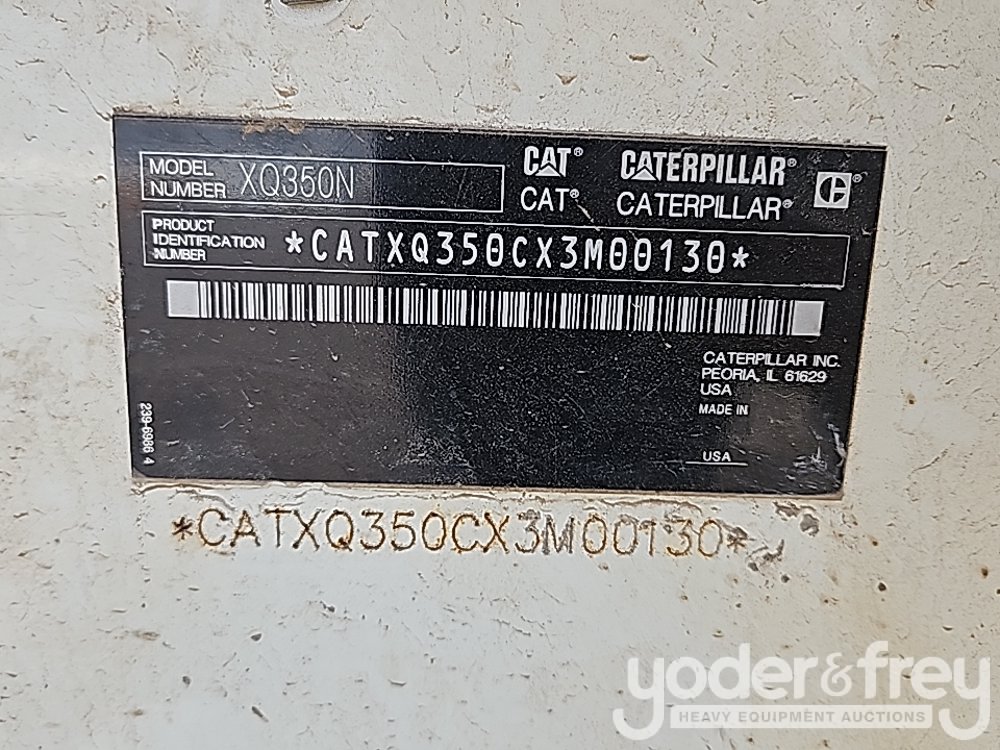 MODEL NUMBER XQ350N
CAT® CATERPILLAR®
CAT® CATERPILLAR®
PRODUCT IDENTIFICATION NUMBER *CATXQ350CX3M00130*
CATERPILLAR INC.
PEORIA, IL 61629
USA
MADE IN
USA
239-6986 4
*CATXQ350CX3M00130*
yoder&frey
HEAVY EQUIPMENT AUCTIONS